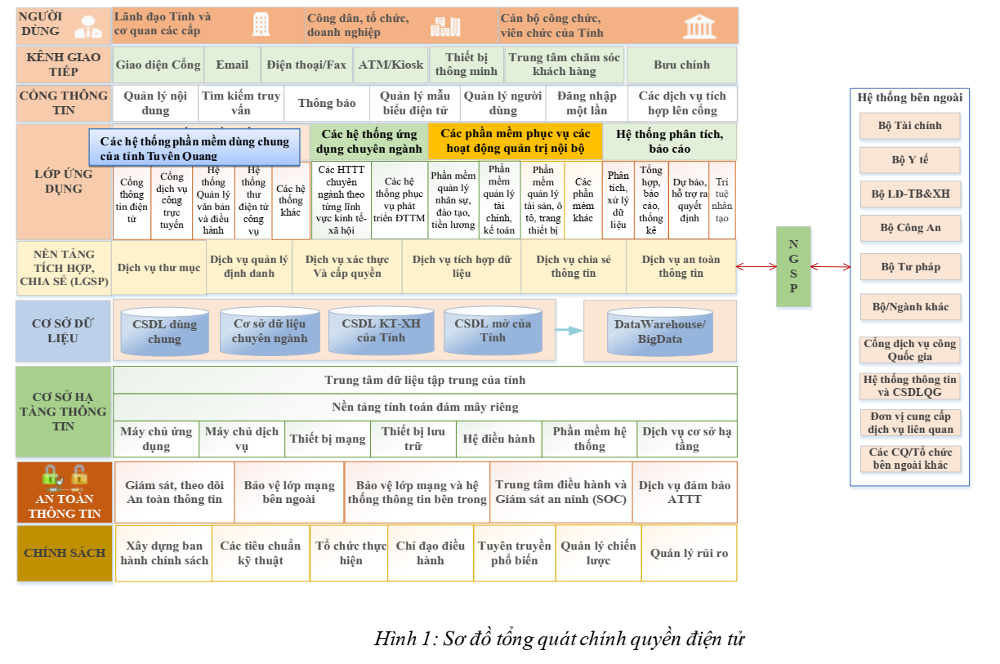 NGƯỜI
DÙNG
Lãnh đạo Tỉnh và
cơ quan các cấp
Công dân, tổ chức,
doanh nghiệp
Cán bộ công chức,
viên chức của Tỉnh
KÊNH GIAO
TIẾP
Giao diện Cổng
Email
Điện thoại/Fax
ATM/Kiosk
Thiết bị
thông minh
Trung tâm chăm sóc
khách hàng
Bưu chính
CỔNG THÔNG
TIN
Quản lý nội
dung
Tìm kiếm truy
vấn
Thông báo
Quản lý mẫu
biểu điện tử
Quản lý người
dùng
Đăng nhập
một lần
Các dịch vụ tích
hợp lên cổng
LỚP ỨNG
DỤNG
Các hệ thống phần mềm dùng chung
của tỉnh Tuyên Quang
Các hệ thống ứng
dụng chuyên ngành
Các phần mềm phục vụ các
hoạt động quản trị nội bộ
Hệ thống phân tích,
báo cáo
Cổng
thông
tin điện
tử
Cổng
dịch vụ
công
trực
tuyến
Hệ
thống
Quản lý
văn bản
và điều
hành
Hệ
thống
thư
điện tử
công
vụ
Các hệ
thống
khác
Các HTTT
chuyên
ngành theo
từng lĩnh
vực kinh tế-
xã hội
Các hệ
thống phục
vụ phát
triển ĐTTM
Phần mềm
quản lý
nhân sự,
đào tạo,
tiền lương
Phần
mềm
quản lý
tài
chính,
kế toán
Phần mềm
quản lý
tài sản, ô
tô, trang
thiết bị
Các
phần
mèm
khác
Phân
tích,
xử lý dữ
liệu
Tổng
hợp,
báo
cáo,
thống
kê
Dự báo,
hỗ trợ ra
quyết
định
Trí
tuệ
nhân
tạo
NỀN TẢNG
TÍCH HỢP,
CHIA SẺ (LGSP)
Dịch vụ thư mục
Dịch vụ quản lý
định danh
Dịch vụ xác thực
Và cấp quyền
Dịch vụ tích hợp dữ
liệu
Dịch vụ chia sẻ
thông tin
Dịch vụ an toàn
thông tin
CƠ SỞ DỮ
LIỆU
CSDL dùng
chung
Cơ sở dữ liệu
chuyên ngành
CSDL KT-XH
của Tỉnh
CSDL mở của
Tỉnh
DataWarehouse/
BigData
CƠ SỞ HẠ
TẦNG THÔNG
TIN
Trung tâm dữ liệu tập trung của tỉnh
Nền tảng tính toán đám mây riêng
Máy chủ ứng
dụng
Máy chủ dịch
vụ
Thiết bị mạng
Thiết bị lưu
trữ
Hệ điều hành
Phần mềm hệ
thống
Dịch vụ cơ sở hạ
tầng
AN TOÀN
THÔNG TIN
Giám sát, theo dõi
An toàn thông tin
Bảo vệ lớp mạng
bên ngoài
Bảo vệ lớp mạng và hệ
thống thông tin bên trong
Trung tâm điều hành và
Giám sát an ninh (SOC)
Dịch vụ đảm bảo
ATTT
CHÍNH SÁCH
Xây dựng ban
hành chính sách
Các tiêu chuẩn
kỹ thuật
Tổ chức thực
hiện
Chỉ đạo điều
hành
Tuyên truyền
phổ biến
Quản lý chiến
lược
Quản lý rủi ro
N
G
S
P
Hệ thống bên ngoài
Bộ Tài chính
Bộ Y tế
Bộ LĐ-TB&XH
Bộ Công An
Bộ Tư pháp
Bộ/Ngành khác
Cổng dịch vụ công
Quốc gia
Hệ thống thông tin
và CSDLQG
Đơn vị cung cấp
dịch vụ liên quan
Các CQ/Tổ chức
bên ngoài khác
Hình 1: Sơ đồ tổng quát chính quyền điện tử